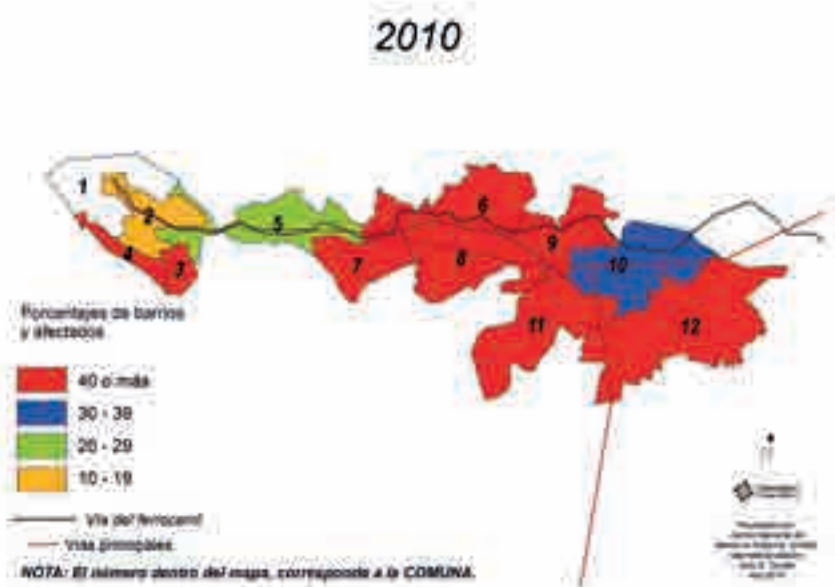 2010
1
2
3
4
5
6
7
8
9
10
11
12
Porcentajes de barrios
y afectados
40 o más
30 - 39
20 - 29
10 - 19
Vía del ferrocarril
Vías principales
NOTA: El número dentro del mapa, corresponde a la COMUNA.